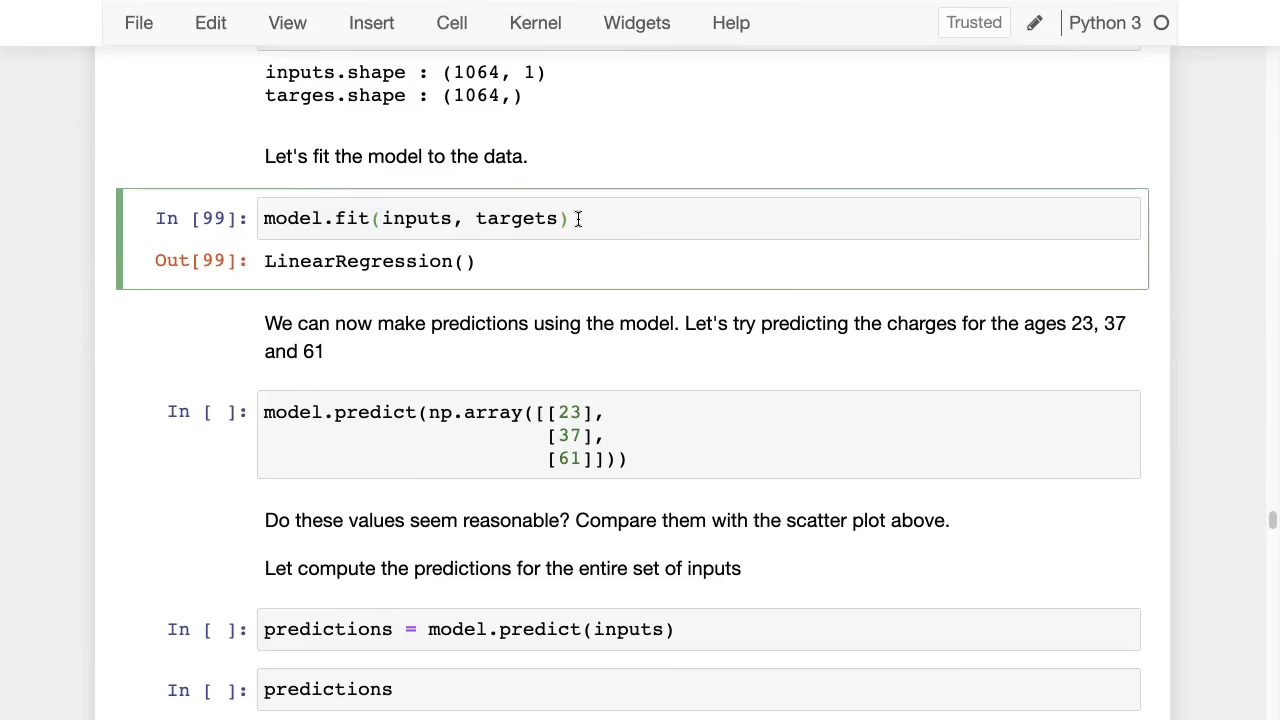 File Edit View Insert Cell Kernel Widgets Help Trusted Python 3
inputs.shape : (1064, 1)
targes.shape : (1064,)
Let's fit the model to the data.
In [99]: model.fit(inputs, targets)
Out[99]: LinearRegression()
We can now make predictions using the model. Let's try predicting the charges for the ages 23, 37
and 61
In [ ]: model.predict(np.array([[23],
[37],
[61]]))
Do these values seem reasonable? Compare them with the scatter plot above.
Let compute the predictions for the entire set of inputs
In [ ]: predictions = model.predict(inputs)
In [ ]: predictions